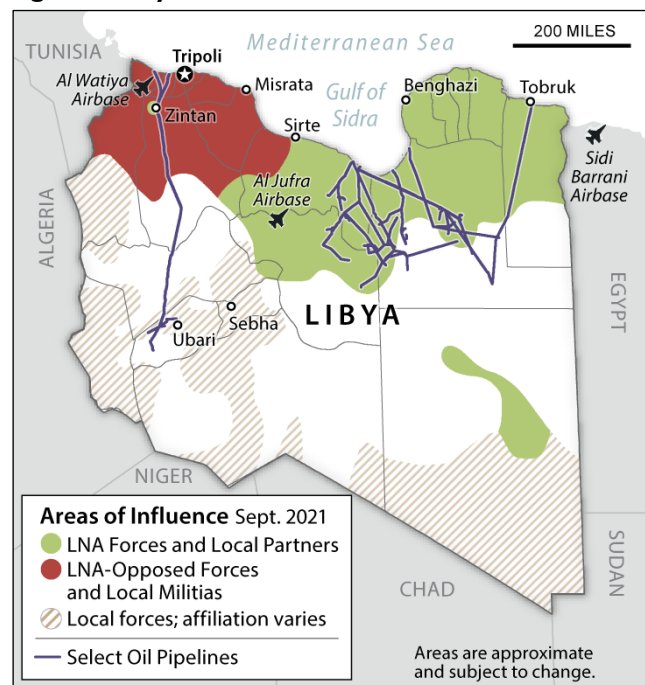 TUNISIA
Mediterranean Sea
200 MILES
Tripoli
Al Watiya
Airbase
Misrata
Gulf of
Sidra
Benghazi
Tobruk
Zintan
Sirte
Sidi
Barrani
Airbase
Al Jufra
Airbase
ALGERIA
EGYPT
LIBYA
Sebha
Ubari
NIGER
CHAD
SUDAN
Areas of Influence Sept. 2021
LNA Forces and Local Partners
LNA-Opposed Forces
and Local Militias
Local forces; affiliation varies
Select Oil Pipelines
Areas are approximate
and subject to change.